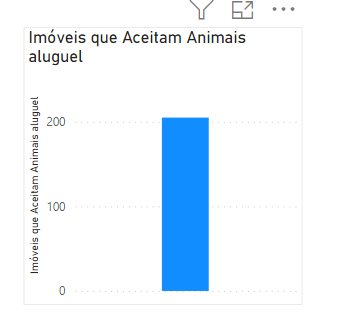 Imóveis que Aceitam Animais
aluguel
Imóveis que Aceitam Animais aluguel
200
100
0